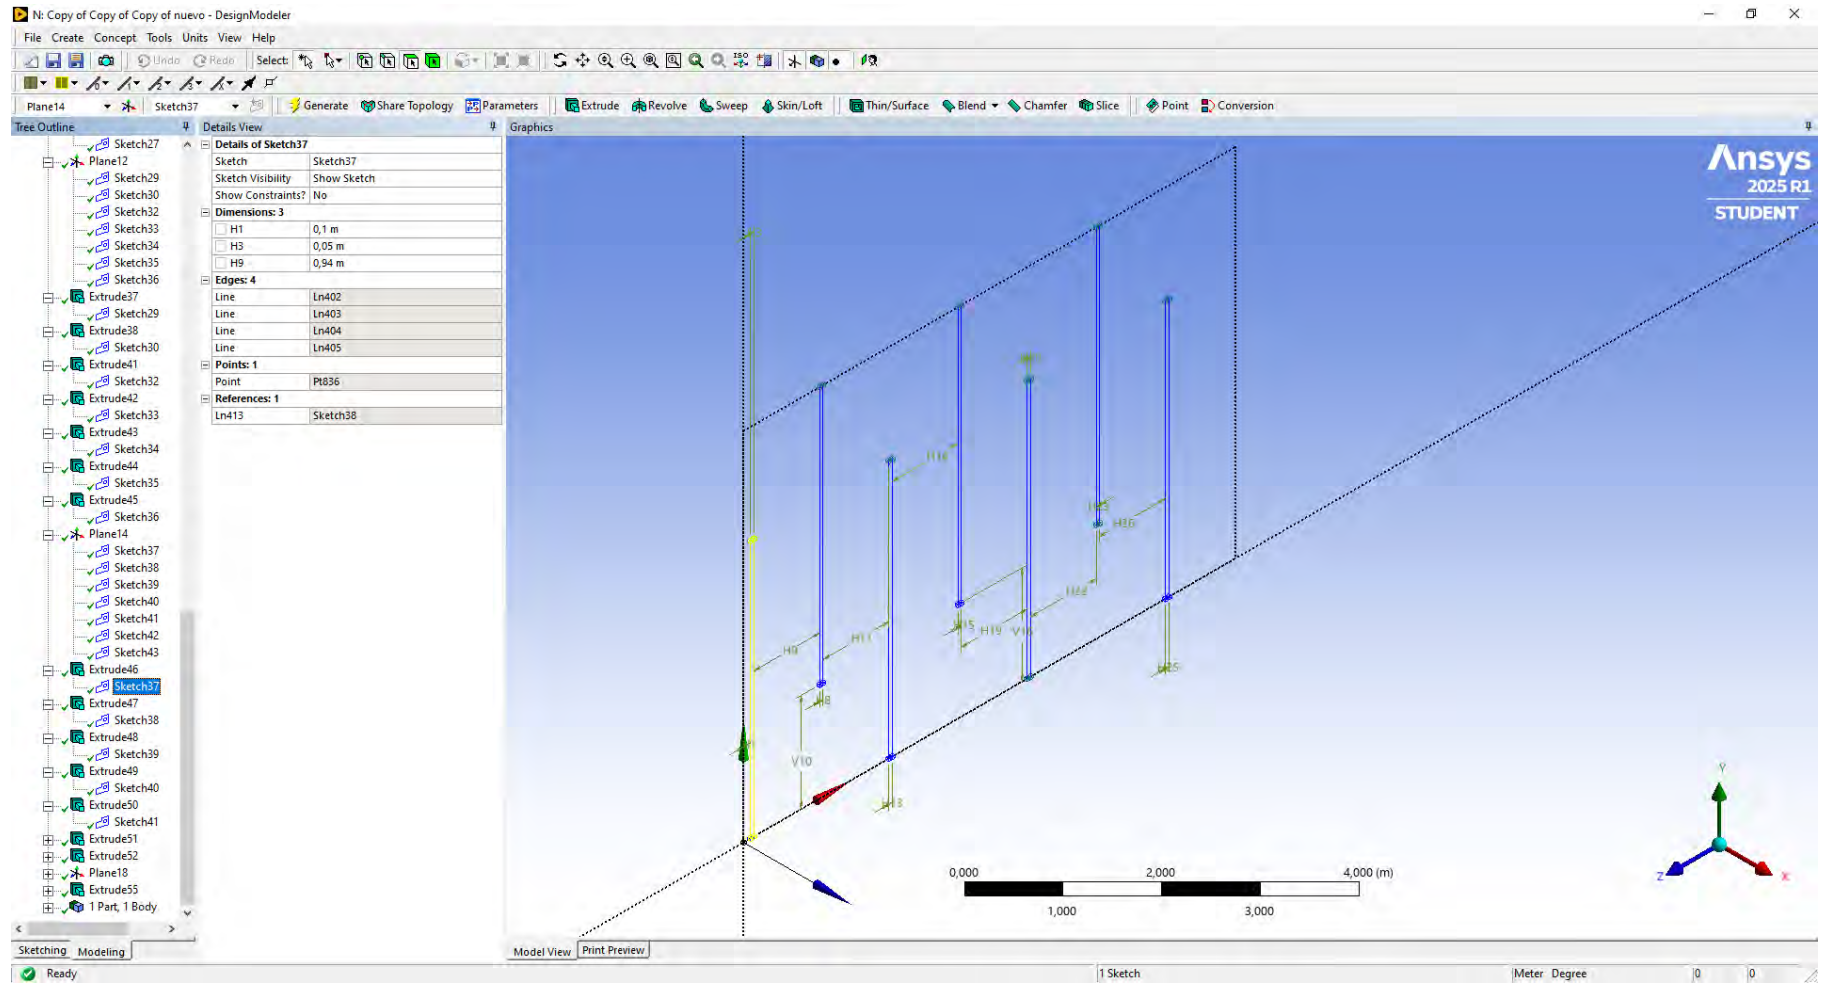 N: Copy of Copy of Copy of nuevo - DesignModeler
File Create Concept Tools Units View Help
Undo Redo Select: ISO
Plane14 Sketch37 Generate Share Topology Parameters Extrude Revolve Sweep Skin/Loft Thin/Surface Blend Chamfer Slice Point Conversion
Tree Outline
Sketch27
Plane12
Sketch29
Sketch30
Sketch32
Sketch33
Sketch34
Sketch35
Sketch36
Extrude37
Sketch29
Extrude38
Sketch30
Extrude41
Sketch32
Extrude42
Sketch33
Extrude43
Sketch34
Extrude44
Sketch35
Extrude45
Sketch36
Plane14
Sketch37
Sketch38
Sketch39
Sketch40
Sketch41
Sketch42
Sketch43
Extrude46
Sketch37
Extrude47
Sketch38
Extrude48
Sketch39
Extrude49
Sketch40
Extrude50
Sketch41
Extrude51
Extrude52
Plane18
Extrude55
1 Part, 1 Body
Sketching Modeling
Details View
Details of Sketch37
Sketch Sketch37
Sketch Visibility Show Sketch
Show Constraints? No
Dimensions: 3
H1 0,1 m
H3 0,05 m
H9 0,94 m
Edges: 4
Line Ln402
Line Ln403
Line Ln404
Line Ln405
Points: 1
Point Pt836
References: 1
Ln413 Sketch38
Graphics
Ansys
2025 R1
STUDENT
H22
H19
H11
H9
V10
0,000 2,000 4,000 (m)
1,000 3,000
Y
Z X
Model View Print Preview
Ready 1 Sketch Meter Degree 0 0